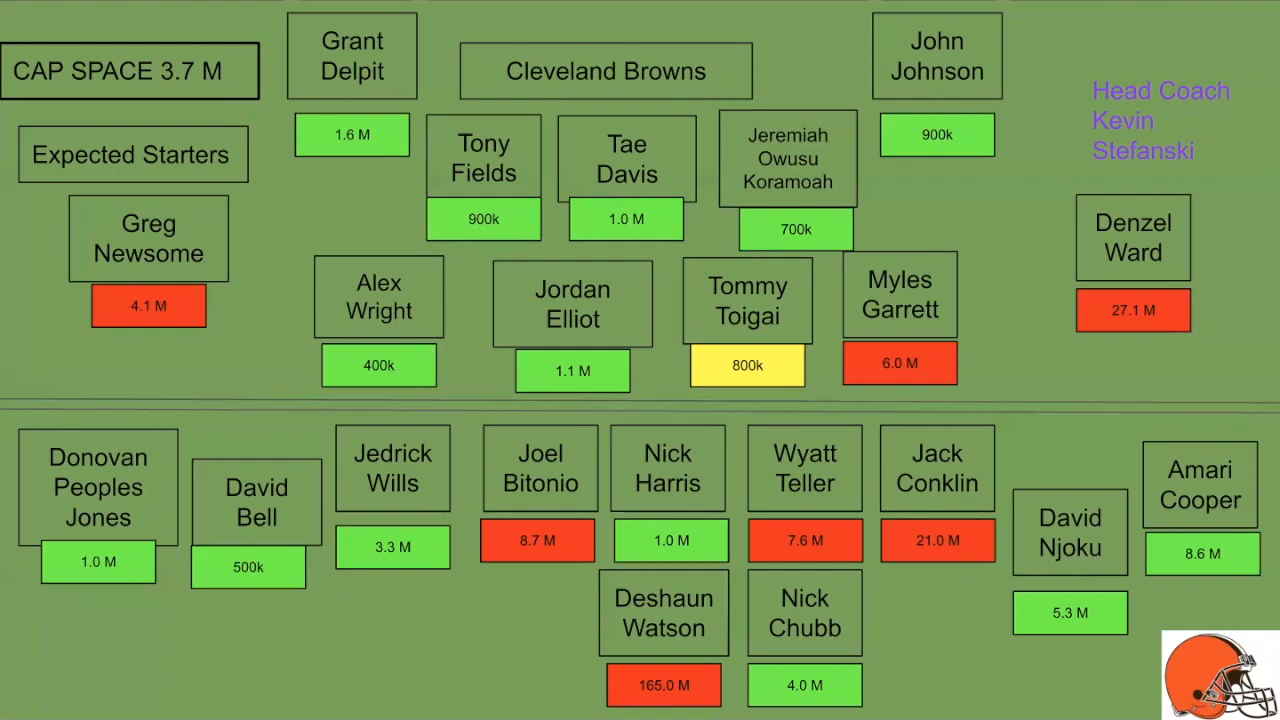 CAP SPACE 3.7 M
Grant
Delpit
1.6 M
Cleveland Browns
John
Johnson
900k
Head Coach
Kevin
Stefanski
Expected Starters
Tony
Fields
900k
Tae
Davis
1.0 M
Jeremiah
Owusu
Koramoah
700k
Greg
Newsome
4.1 M
Denzel
Ward
27.1 M
Alex
Wright
400k
Jordan
Elliot
1.1 M
Tommy
Toigai
800k
Myles
Garrett
6.0 M
Donovan
Peoples
Jones
1.0 M
David
Bell
500k
Jedrick
Wills
3.3 M
Joel
Bitonio
8.7 M
Nick
Harris
1.0 M
Wyatt
Teller
7.6 M
Jack
Conklin
21.0 M
David
Njoku
5.3 M
Amari
Cooper
8.6 M
Deshaun
Watson
165.0 M
Nick
Chubb
4.0 M